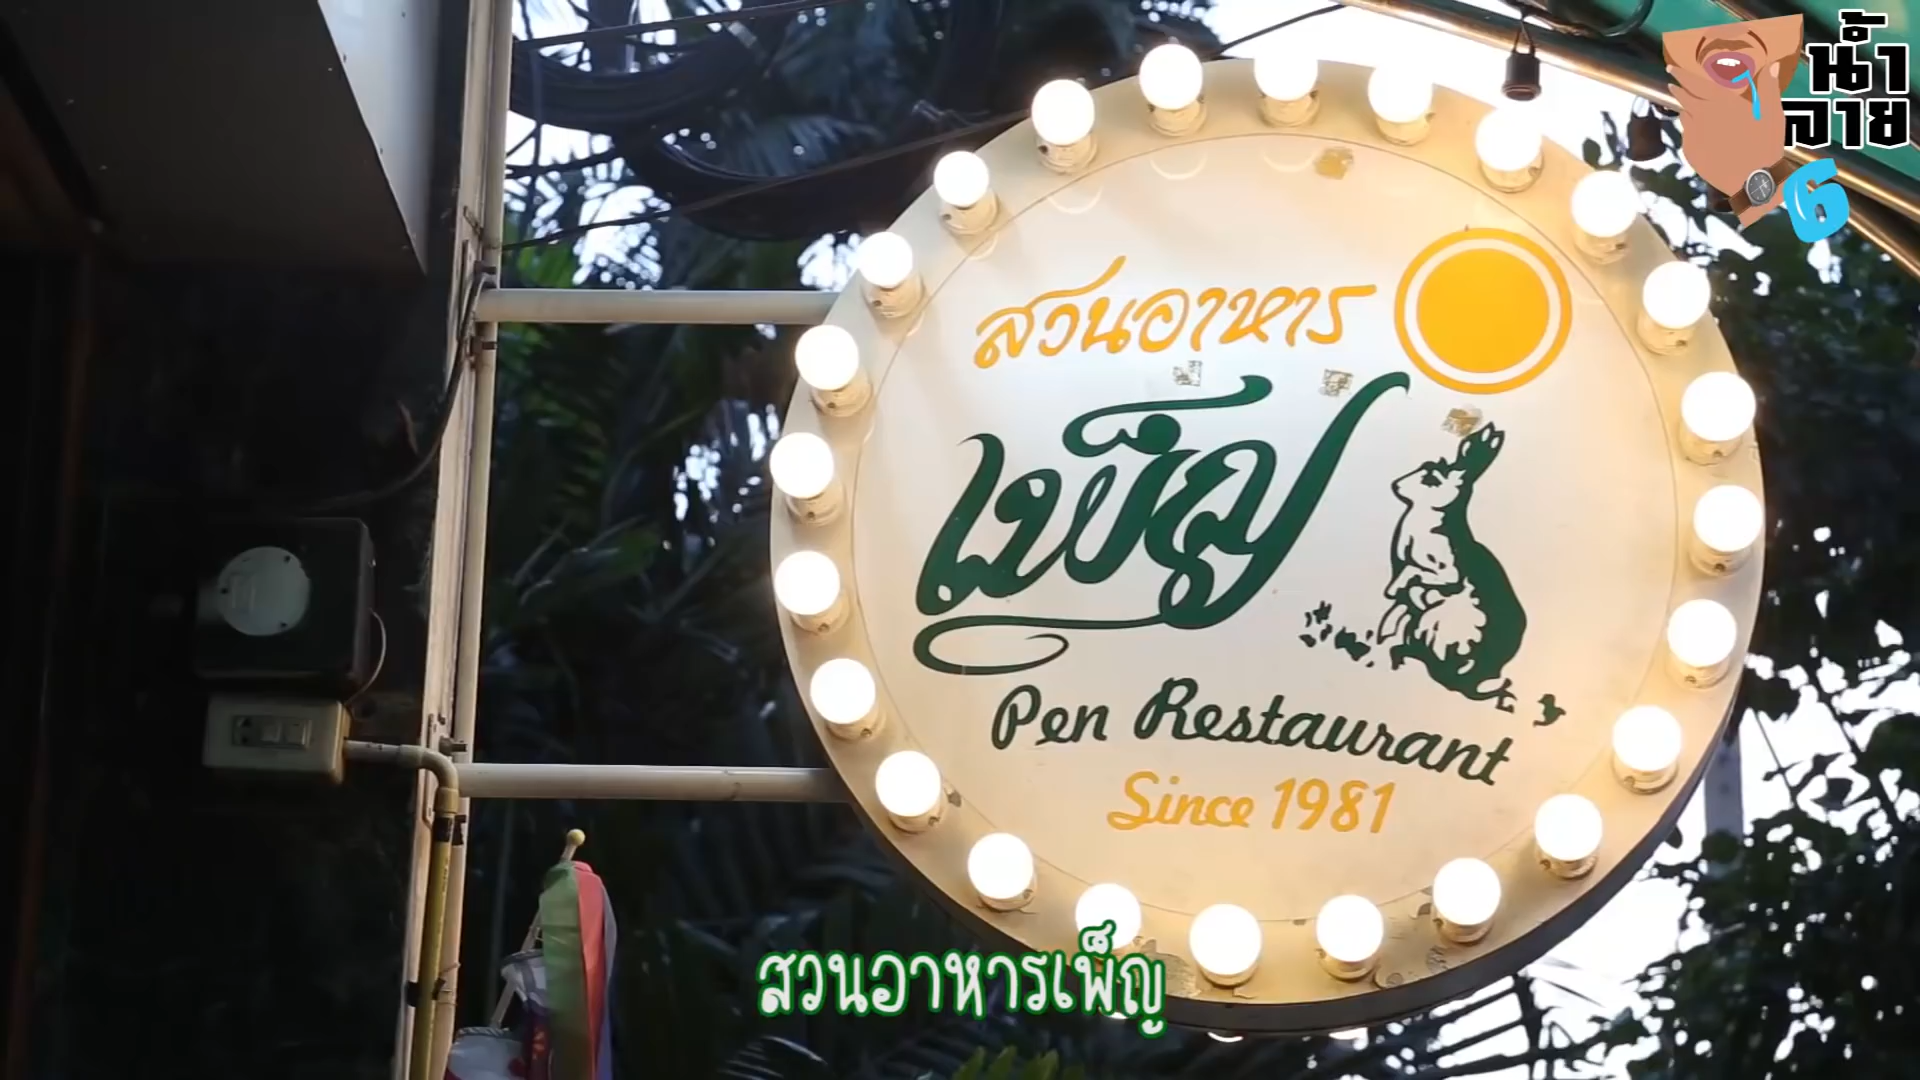 น้ำ
ลาย
6
สวนอาหาร
เพ็ญ
Pen Restaurant
Since 1981
สวนอาหารเพ็ญ